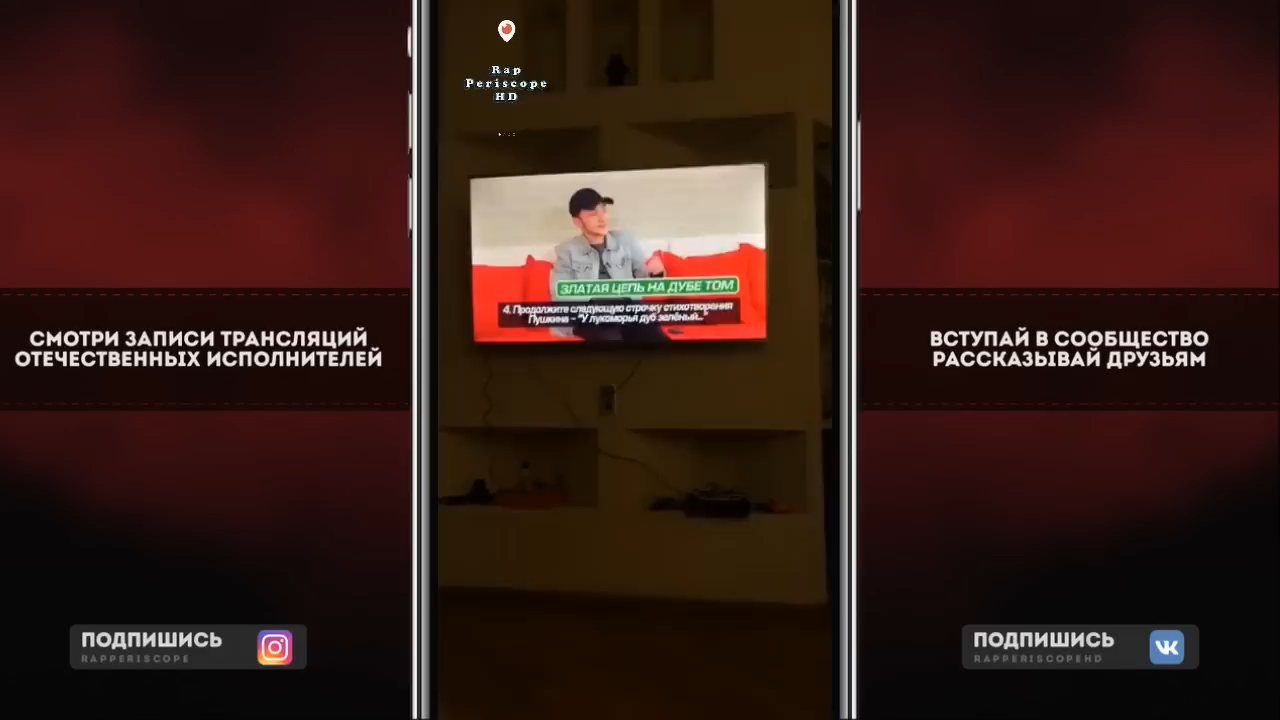 Rap
Periscope
HD
ЗЛАТАЯ ЦЕПЬ НА ДУБЕ ТОМ
4. Продолжите следующую строчку стихотворения
Пушкина – "У лукоморья дуб зелёный..."
СМОТРИ ЗАПИСИ ТРАНСЛЯЦИЙ
ОТЕЧЕСТВЕННЫХ ИСПОЛНИТЕЛЕЙ
ВСТУПАЙ В СООБЩЕСТВО
РАССКАЗЫВАЙ ДРУЗЬЯМ
ПОДПИШИСЬ
RAPPERISCOPE
ПОДПИШИСЬ
RAPPERISCOPEHD